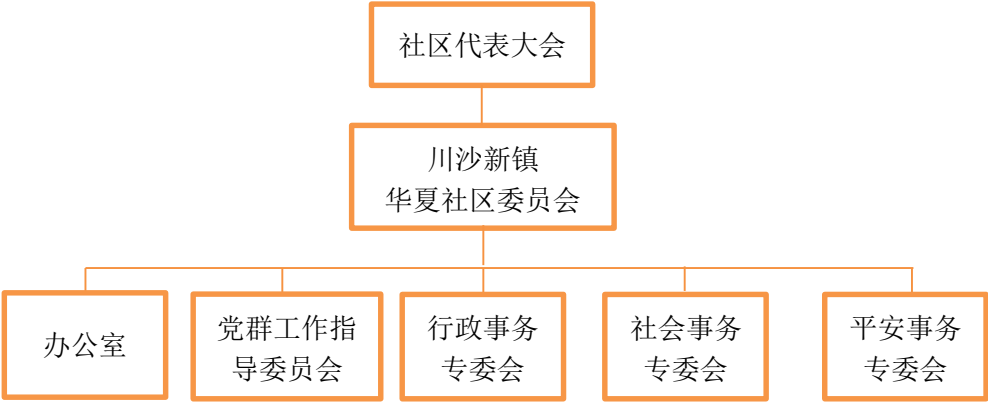 社区代表大会
川沙新镇
华夏社区委员会
办公室
党群工作指
导委员会
行政事务
专委会
社会事务
专委会
平安事务
专委会